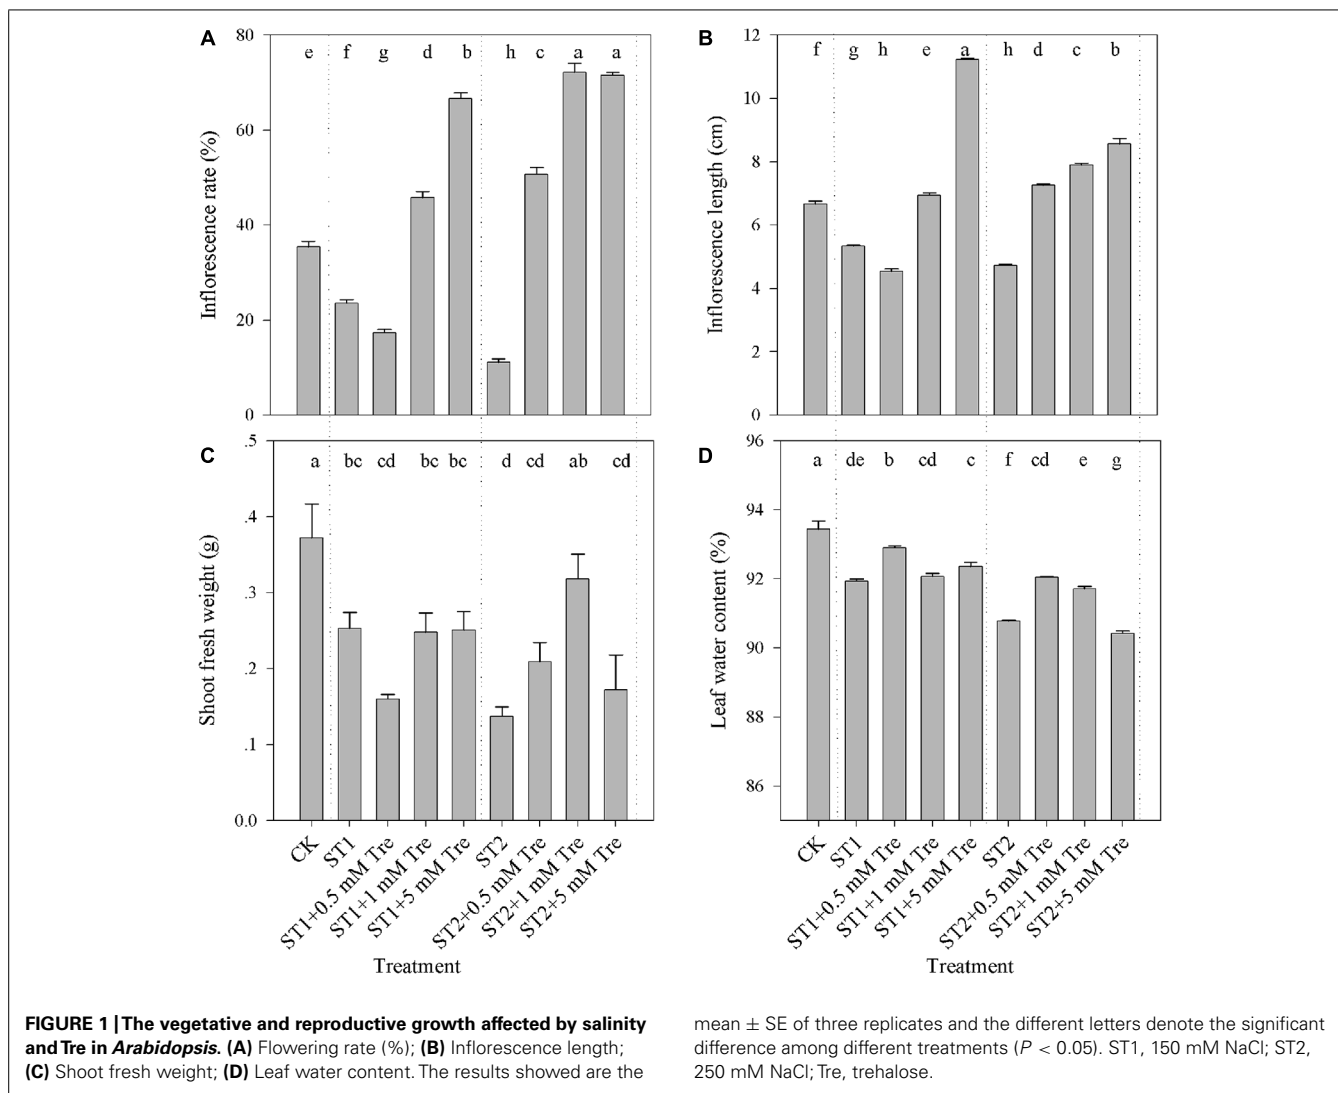 A
80
60
40
20
0
Inflorescence rate (%)
e f g d b h c a a
B
12
10
8
6
4
2
0
Inflorescence length (cm)
f g h e a h d c b
C
.5
.4
.3
.2
.1
0.0
Shoot fresh weight (g)
a bc cd bc bc d cd ab cd
CK
ST1
ST1+0.5 mM Tre
ST1+1 mM Tre
ST1+5 mM Tre
ST2
ST2+0.5 mM Tre
ST2+1 mM Tre
ST2+5 mM Tre
Treatment
D
96
94
92
90
88
86
Leaf water content (%)
a de b cd c f cd e g
CK
ST1
ST1+0.5 mM Tre
ST1+1 mM Tre
ST1+5 mM Tre
ST2
ST2+0.5 mM Tre
ST2+1 mM Tre
ST2+5 mM Tre
Treatment
FIGURE 1 | The vegetative and reproductive growth affected by salinity
and Tre in Arabidopsis. (A) Flowering rate (%); (B) Inflorescence length;
(C) Shoot fresh weight; (D) Leaf water content. The results showed are the
mean ± SE of three replicates and the different letters denote the significant
difference among different treatments (P < 0.05). ST1, 150 mM NaCl; ST2,
250 mM NaCl; Tre, trehalose.